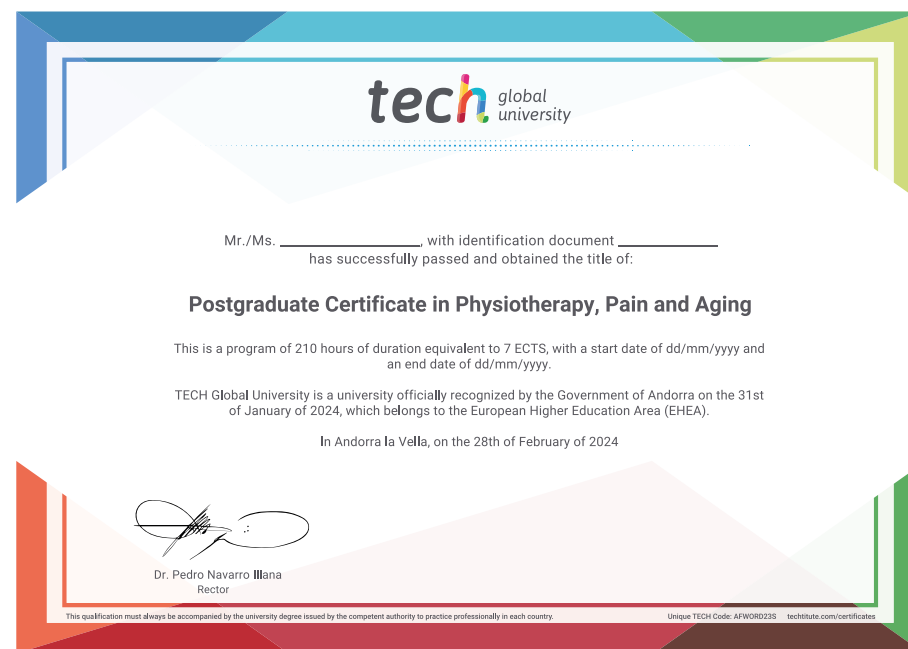 tech global university
Mr./Ms. ____________, with identification document ____________
has successfully passed and obtained the title of:
Postgraduate Certificate in Physiotherapy, Pain and Aging
This is a program of 210 hours of duration equivalent to 7 ECTS, with a start date of dd/mm/yyyy and
an end date of dd/mm/yyyy.
TECH Global University is a university officially recognized by the Government of Andorra on the 31st
of January of 2024, which belongs to the European Higher Education Area (EHEA).
In Andorra la Vella, on the 28th of February of 2024
Dr. Pedro Navarro Illana
Rector
This qualification must always be accompanied by the university degree issued by the competent authority to practice professionally in each country.
Unique TECH Code: AFWORD23S techtitute.com/certificates